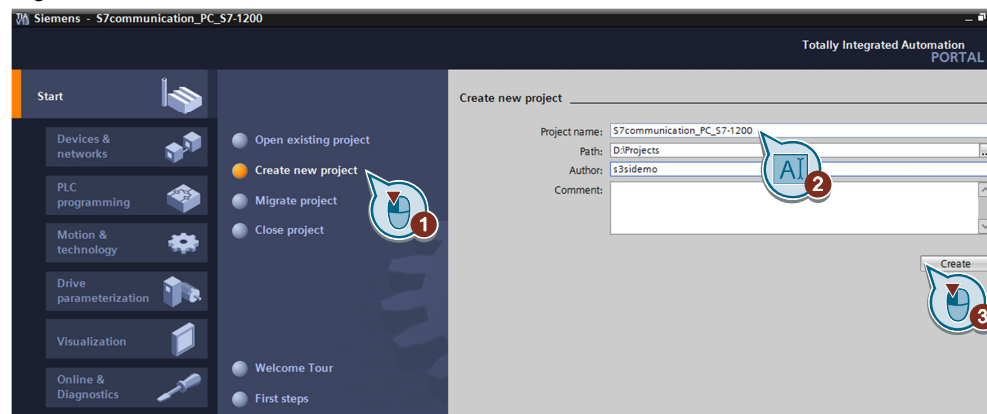 Siemens - S7communication_PC_S7-1200
Totally Integrated Automation
PORTAL
Start
Devices &
networks
PLC
programming
Motion &
technology
Drive
parameterization
Visualization
Online &
Diagnostics
Open existing project
Create new project
Migrate project
Close project
Welcome Tour
First steps
Create new project
Project name: S7communication_PC_S7-1200
Path: D:\Projects
...
Author: s3sidemo
Comment:
Create
1
AI
2
3